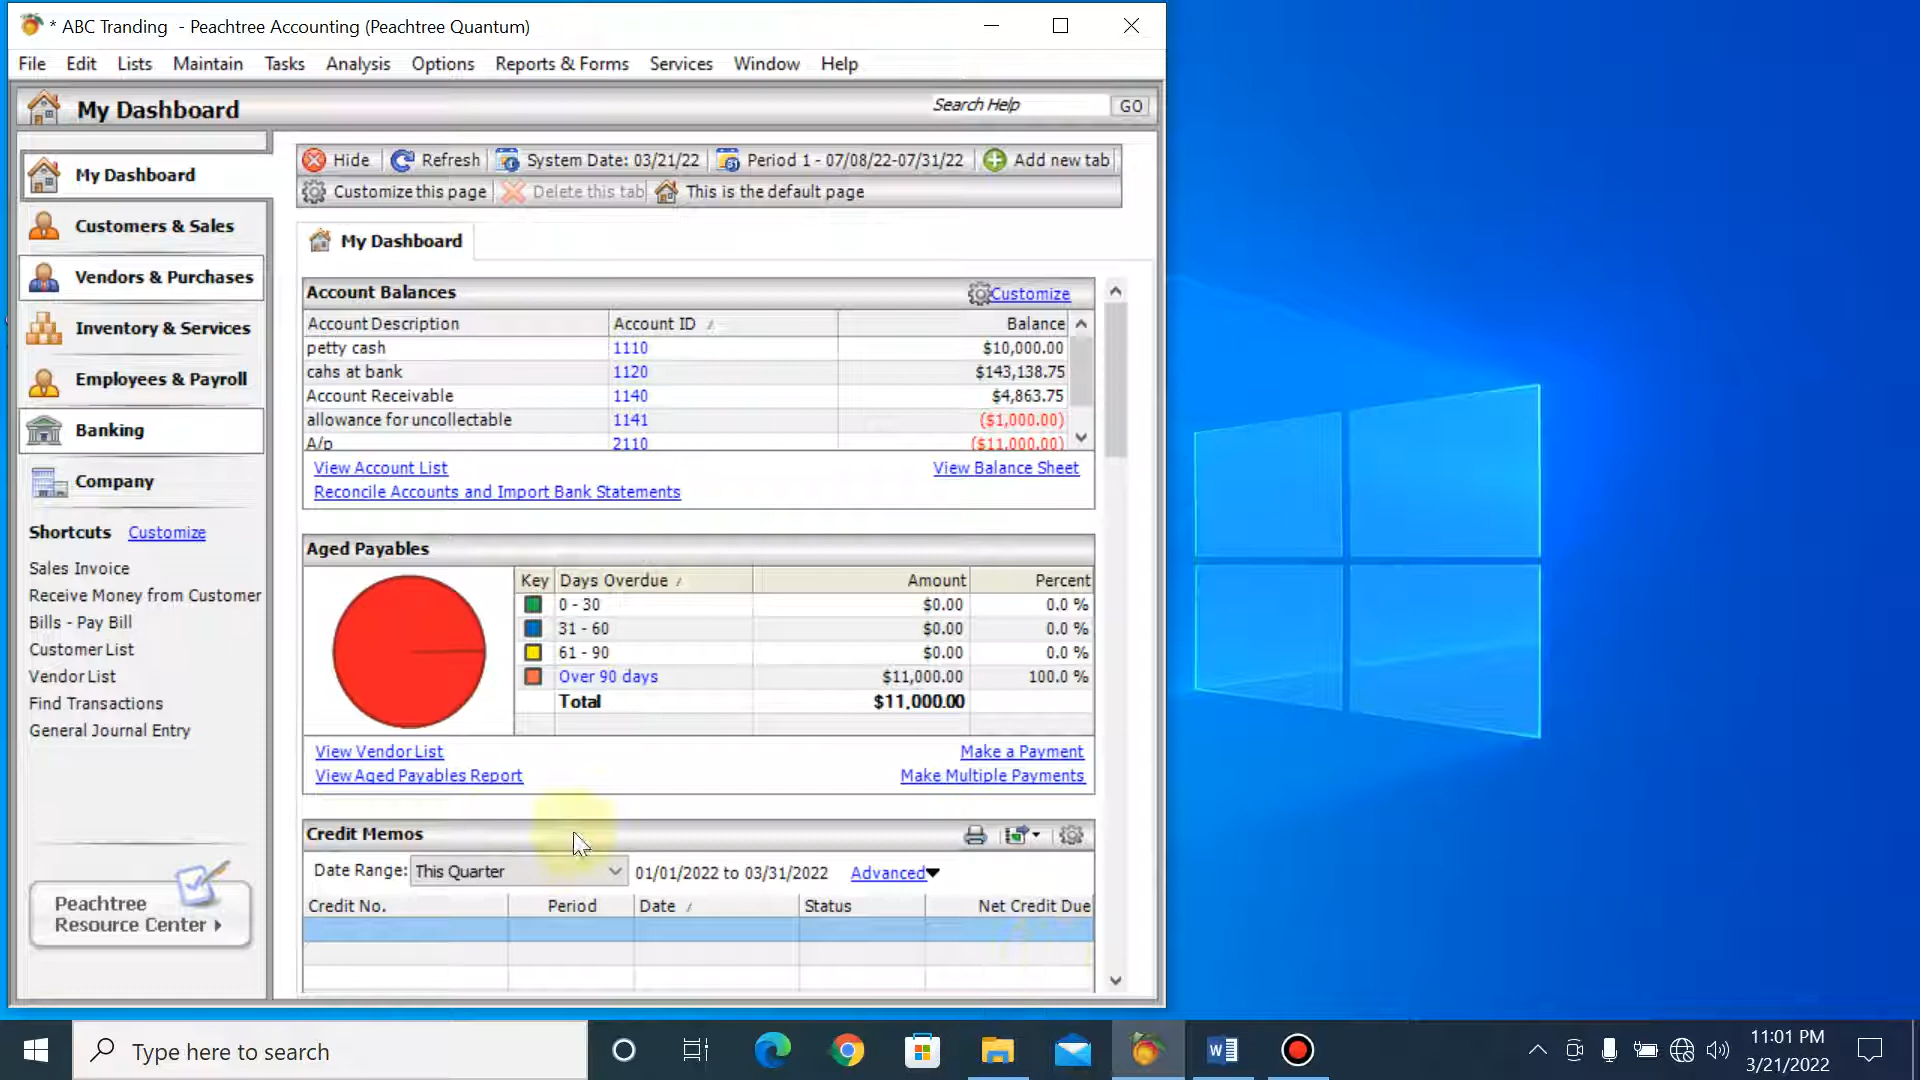 * ABC Tranding - Peachtree Accounting (Peachtree Quantum)
File Edit Lists Maintain Tasks Analysis Options Reports & Forms Services Window Help
My Dashboard
Search Help GO
My Dashboard
Customers & Sales
Vendors & Purchases
Inventory & Services
Employees & Payroll
Banking
Company
Shortcuts Customize
Sales Invoice
Receive Money from Customer
Bills - Pay Bill
Customer List
Vendor List
Find Transactions
General Journal Entry
Peachtree
Resource Center
Hide Refresh System Date: 03/21/22 Period 1 - 07/08/22-07/31/22 Add new tab
Customize this page Delete this tab This is the default page
My Dashboard
Account Balances Customize
Account Description Account ID Balance
petty cash 1110 $10,000.00
cahs at bank 1120 $143,138.75
Account Receivable 1140 $4,863.75
allowance for uncollectable 1141 ($1,000.00)
A/p 2110 ($11,000.00)
View Account List View Balance Sheet
Reconcile Accounts and Import Bank Statements
Aged Payables
Key Days Overdue Amount Percent
0 - 30 $0.00 0.0 %
31 - 60 $0.00 0.0 %
61 - 90 $0.00 0.0 %
Over 90 days $11,000.00 100.0 %
Total $11,000.00
View Vendor List Make a Payment
View Aged Payables Report Make Multiple Payments
Credit Memos
Date Range: This Quarter 01/01/2022 to 03/31/2022 Advanced
Credit No. Period Date Status Net Credit Due
Type here to search
11:01 PM
3/21/2022